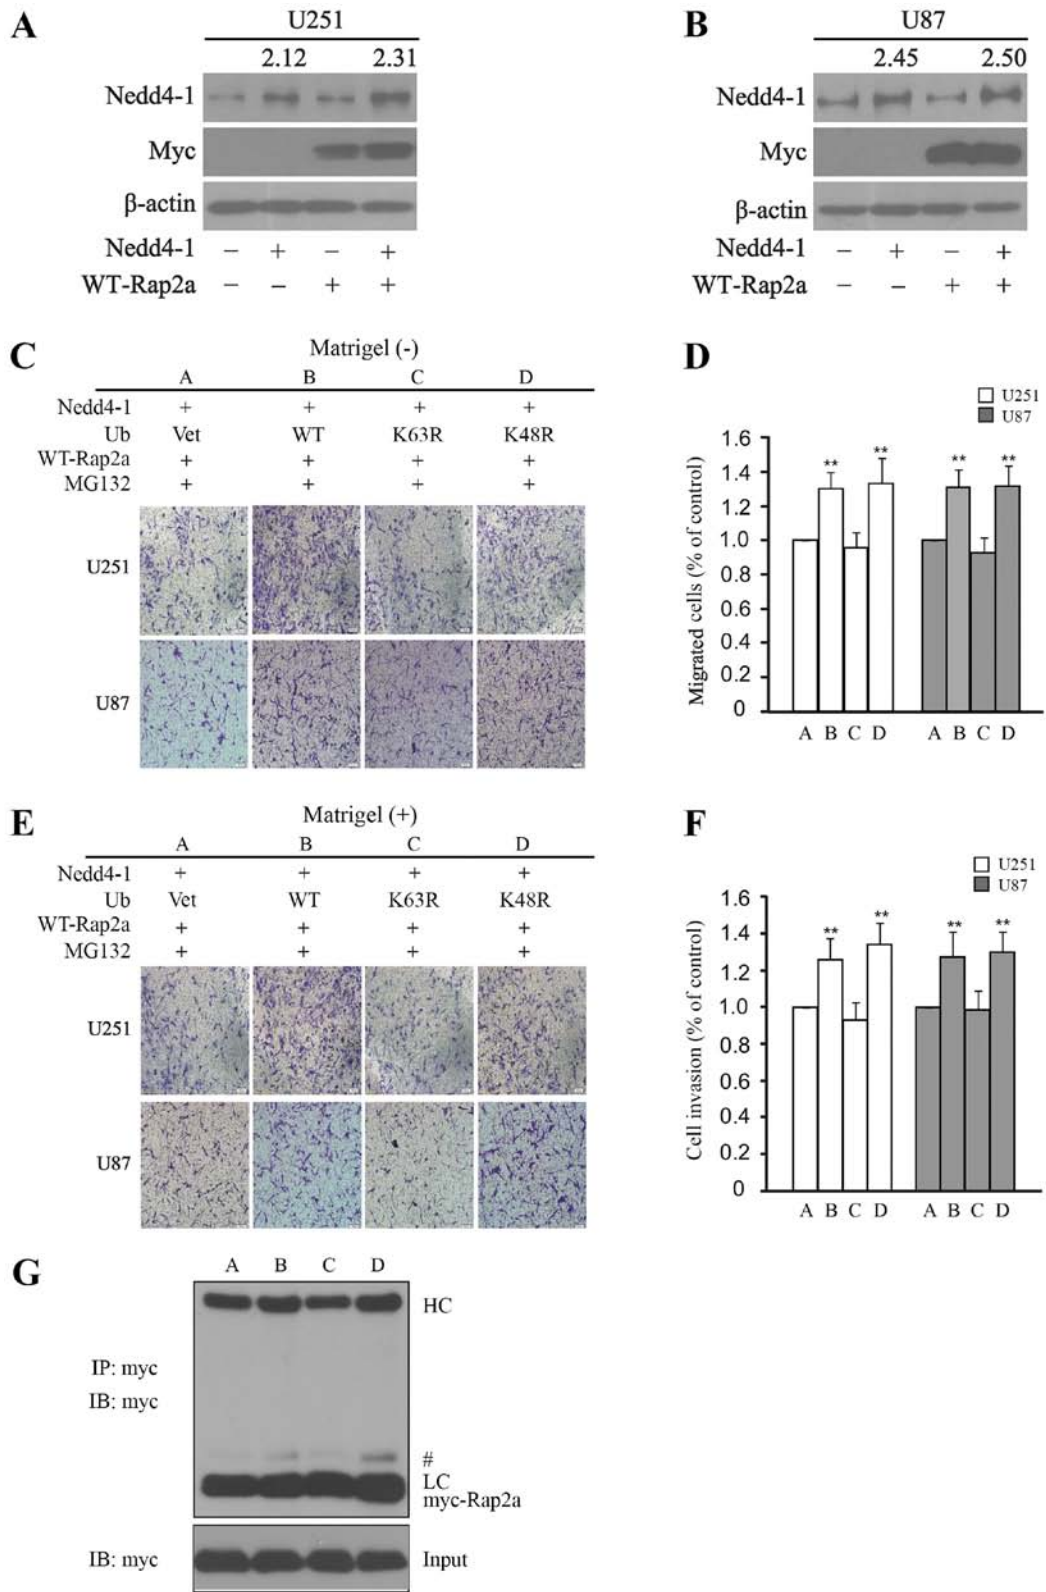 A
U251
2.12 2.31
Nedd4-1
Myc
β-actin
Nedd4-1 − + − +
WT-Rap2a − − + +
B
U87
2.45 2.50
Nedd4-1
Myc
β-actin
Nedd4-1 − + − +
WT-Rap2a − − + +
C
Matrigel (-)
A B C D
Nedd4-1 + + + +
Ub Vet WT K63R K48R
WT-Rap2a + + + +
MG132 + + + +
U251
U87
D
U251
U87
Migrated cells (% of control)
1.6
1.4
1.2
1.0
0.8
0.6
0.4
0.2
0
** ** ** **
A B C D A B C D
E
Matrigel (+)
A B C D
Nedd4-1 + + + +
Ub Vet WT K63R K48R
WT-Rap2a + + + +
MG132 + + + +
U251
U87
F
U251
U87
Cell invasion (% of control)
1.6
1.4
1.2
1.0
0.8
0.6
0.4
0.2
0
** ** ** **
A B C D A B C D
G
A B C D
HC
IP: myc
IB: myc
#
LC
myc-Rap2a
IB: myc Input